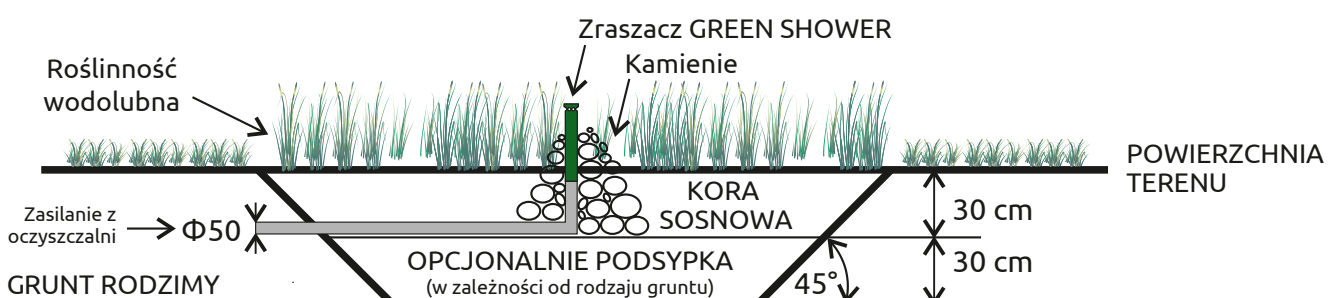 Zraszacz GREEN SHOWER
Kamienie
Roślinność
wodolubna
POWIERZCHNIA
TERENU
KORA
SOSNOWA
30 cm
Zasilanie z
oczyszczalni
Φ50
OPCJONALNIE PODSYPKA
(w zależności od rodzaju gruntu)
30 cm
45°
GRUNT RODZIMY